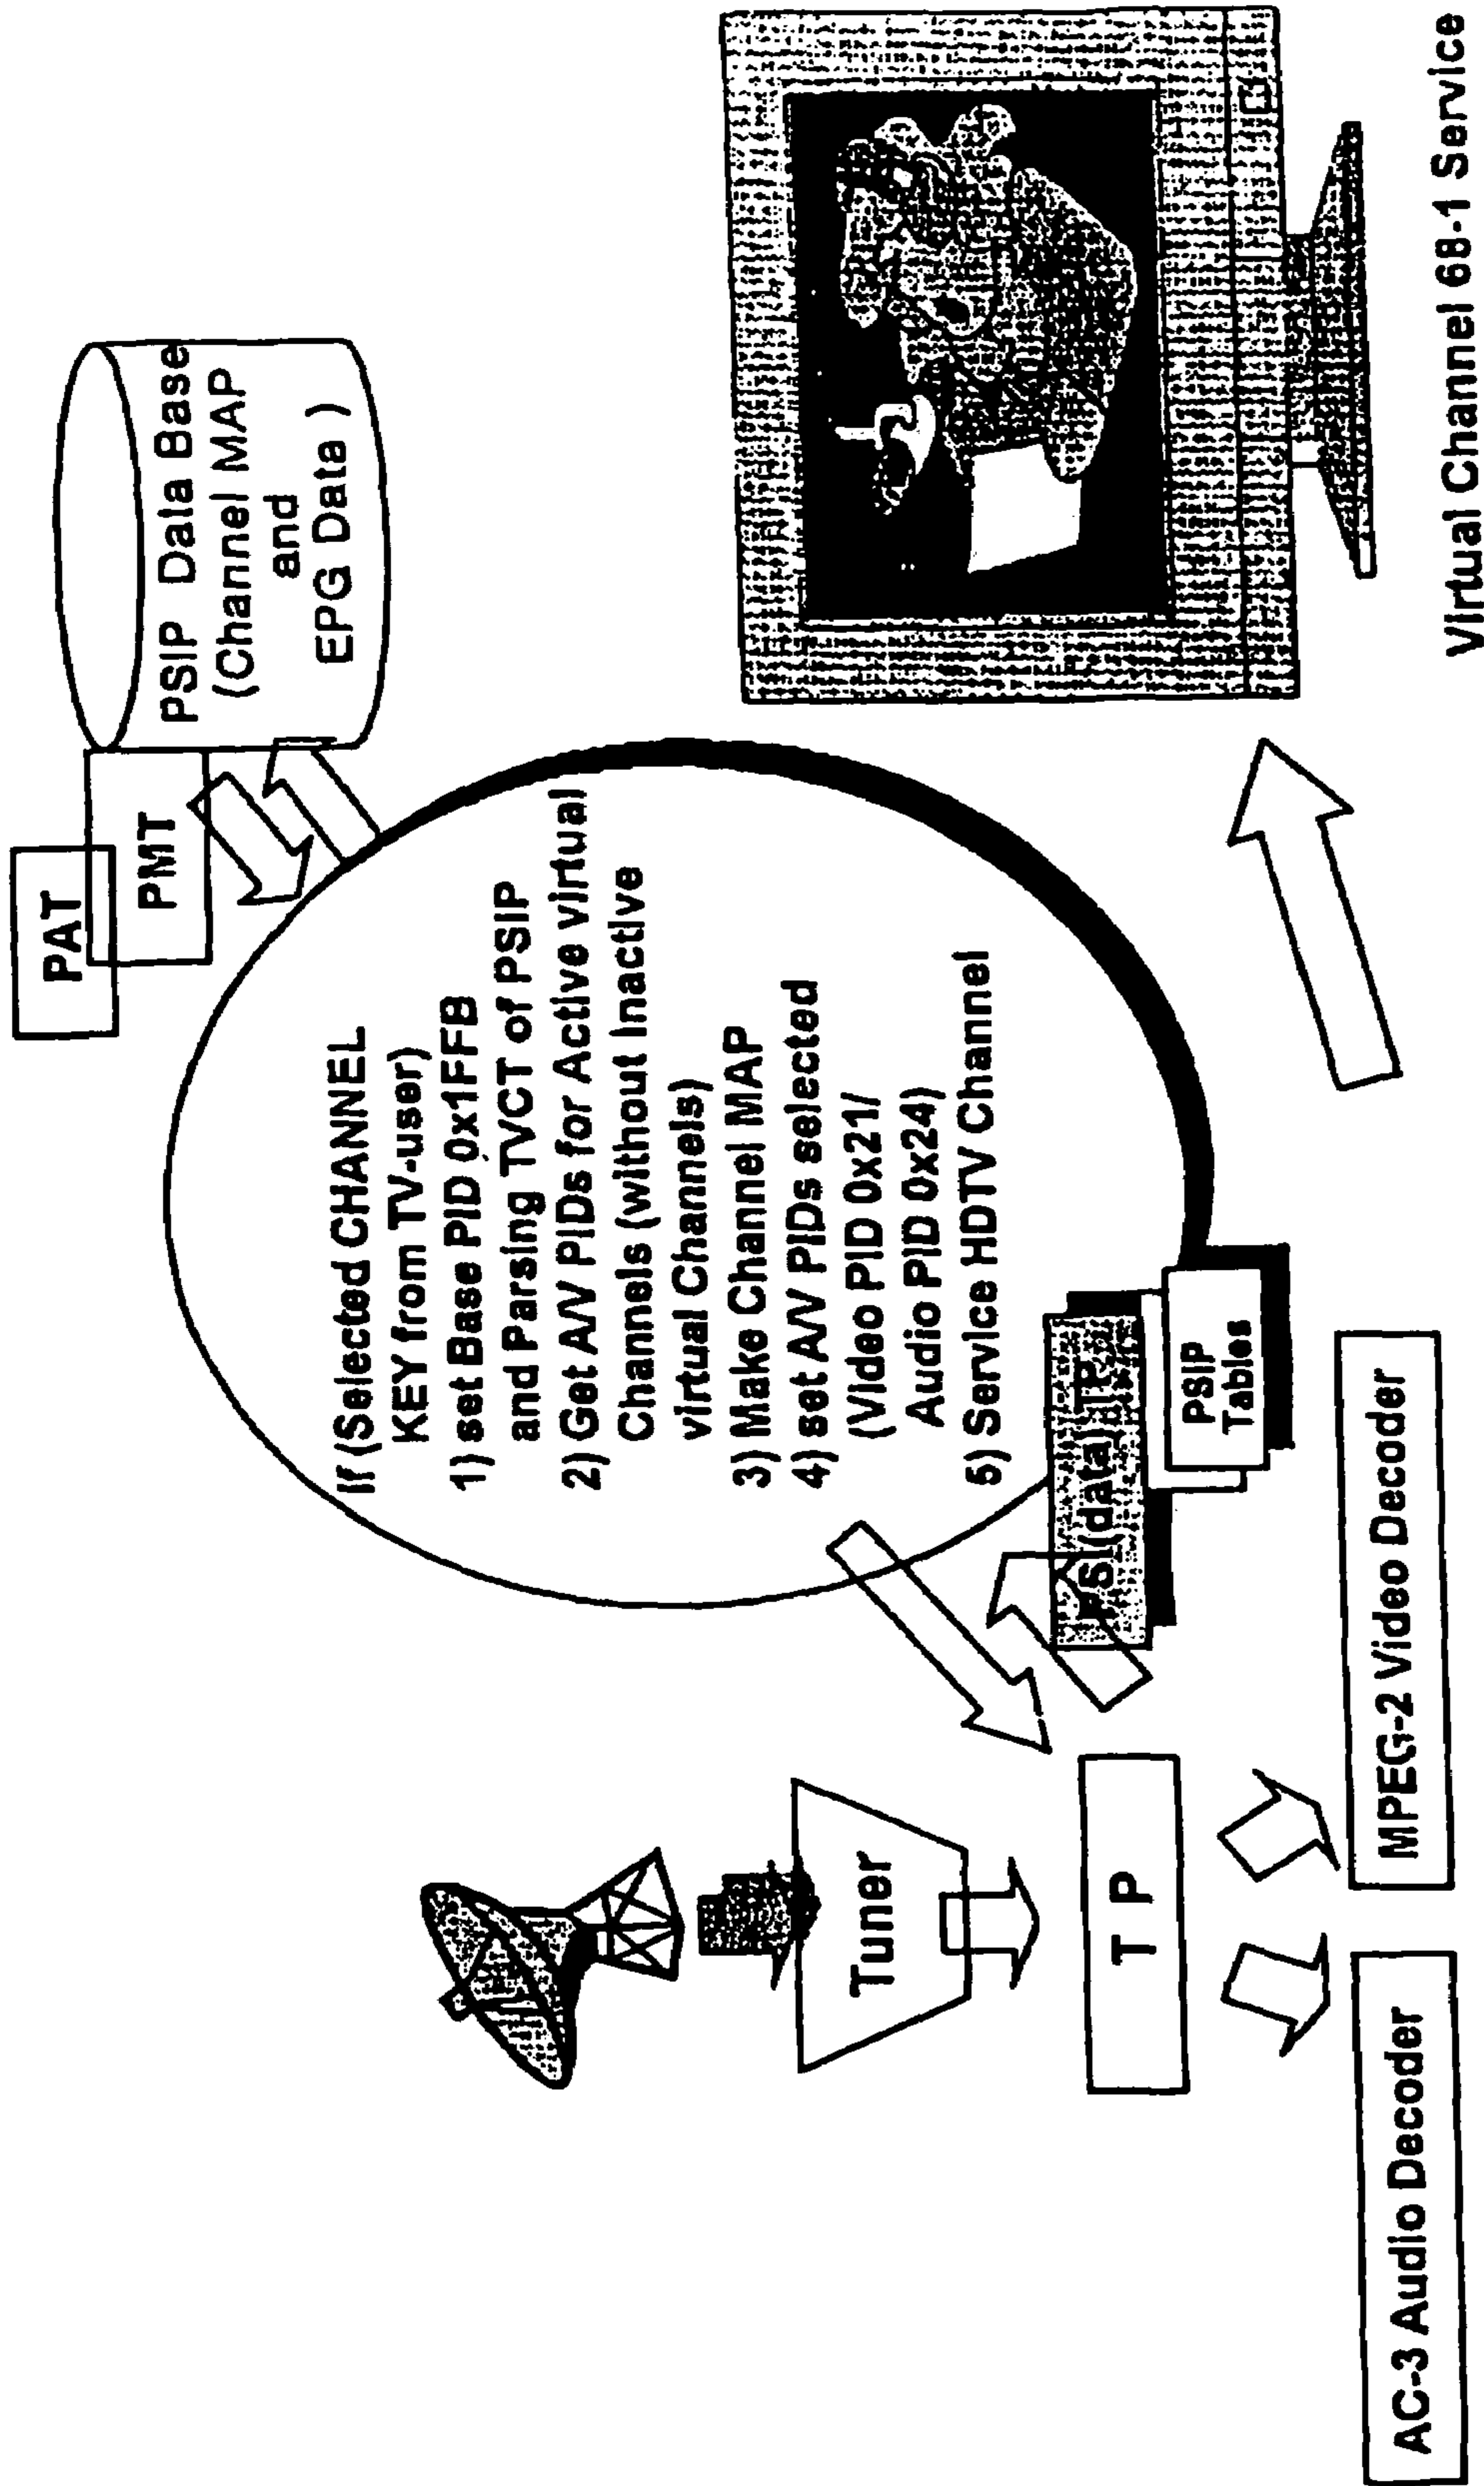 PAT
PMT
PSIP Data Base
(Channel MAP
and
EPG Data )
If (Selected CHANNEL
KEY from TV-user)
1) set Base PID 0x1FFB
and Parsing TVCT of PSIP
2) Get A/V PIDs for Active virtual
Channels (without Inactive
virtual Channels)
3) Make Channel MAP
4) set A/V PIDs selected
(Video PID 0x21/
Audio PID 0x24)
5) Service HDTV Channel
Tuner
T P
PSI(data)TP
PSIP
Tables
AC-3 Audio Decoder
MPEG-2 Video Decoder
Virtual Channel 68-1 Service